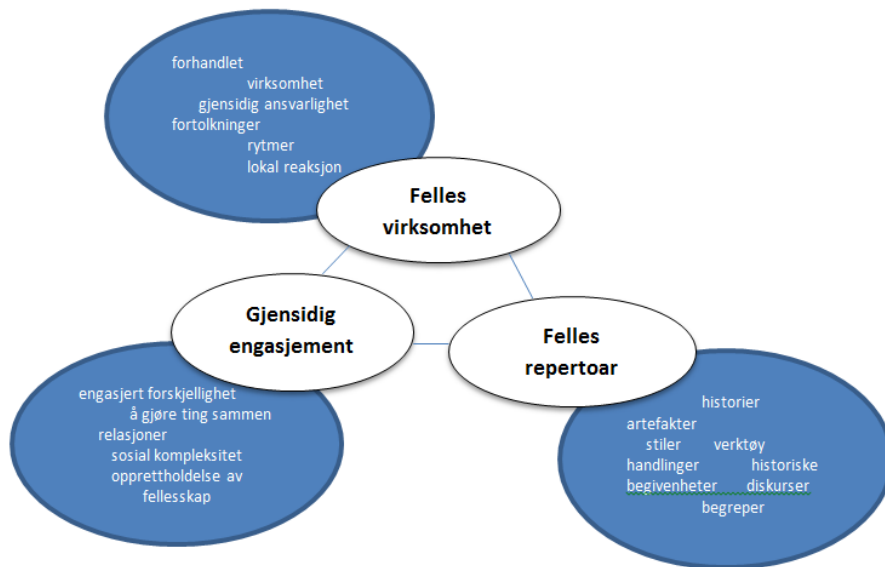 forhandlet
virksomhet
gjensidig ansvarlighet
fortolkninger
rytmer
lokal reaksjon
Felles
virksomhet
Gjensidig
engasjement
Felles
repertoar
engasjert forskjellighet
å gjøre ting sammen
relasjoner
sosial kompleksitet
opprettholdelse av
fellesskap
historier
artefakter
stiler verktøy
handlinger historiske
begivenheter diskurser
begreper